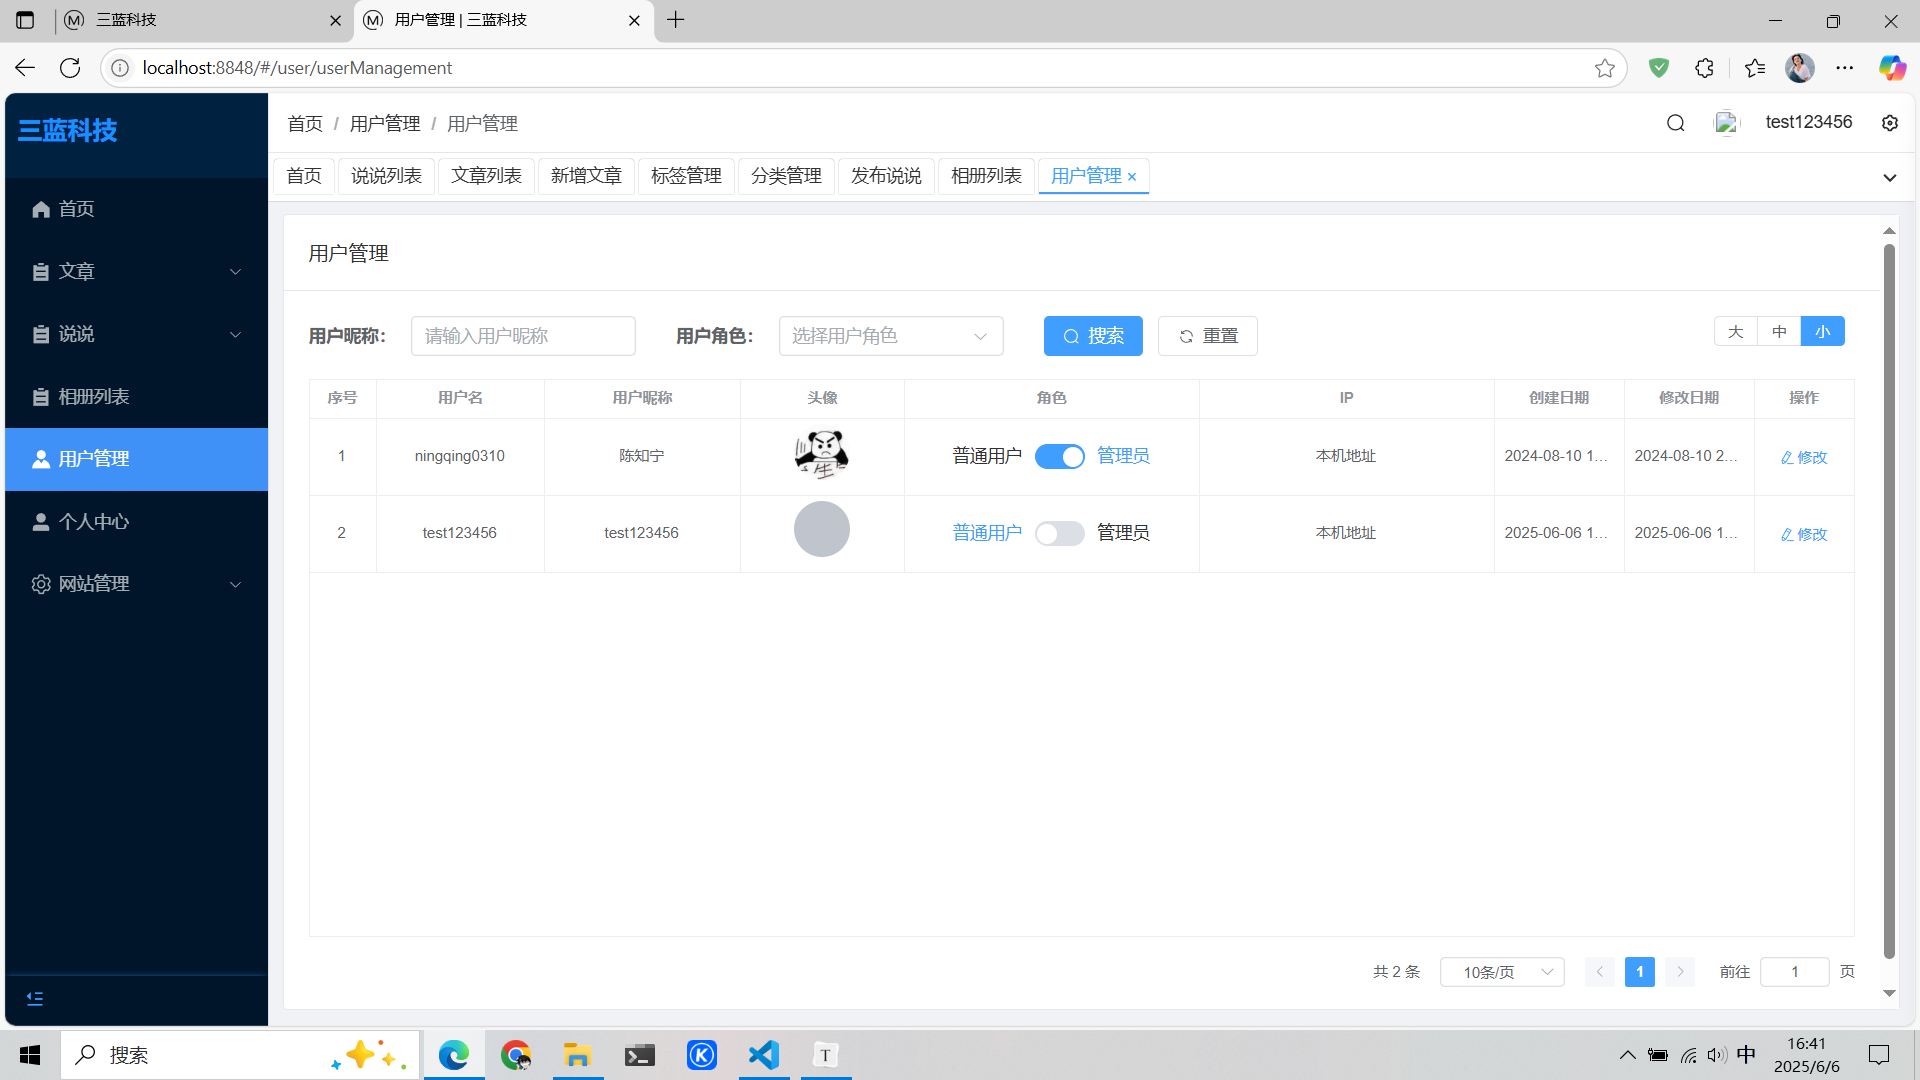 三蓝科技
用户管理 | 三蓝科技
localhost:8848/#/user/userManagement
三蓝科技
首页 / 用户管理 / 用户管理
test123456
首页 说说列表 文章列表 新增文章 标签管理 分类管理 发布说说 相册列表 用户管理
首页
文章
说说
相册列表
用户管理
个人中心
网站管理
用户管理
用户昵称: 请输入用户昵称 用户角色: 选择用户角色 搜索 重置 大 中 小
序号 用户名 用户昵称 头像 角色 IP 创建日期 修改日期 操作
1 ningqing0310 陈知宁 普通用户 管理员 本机地址 2024-08-10 1... 2024-08-10 2... 修改
2 test123456 test123456 普通用户 管理员 本机地址 2025-06-06 1... 2025-06-06 1... 修改
共 2 条 10条/页 1 前往 1 页
搜索
K
T
中
16:41
2025/6/6